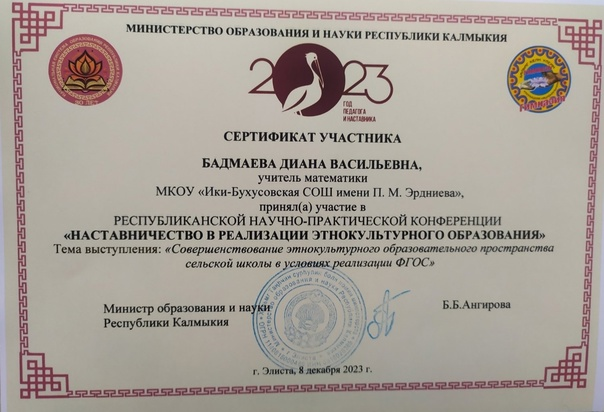 МИНИСТЕРСТВО ОБРАЗОВАНИЯ И НАУКИ РЕСПУБЛИКИ КАЛМЫКИЯ
2023
ГОД
ПЕДАГОГА
И НАСТАВНИКА
СЕРТИФИКАТ УЧАСТНИКА
БАДМАЕВА ДИАНА ВАСИЛЬЕВНА,
учитель математики
МКОУ «Ики-Бухусовская СОШ имени П. М. Эрдниева»,
принял(а) участие в
РЕСПУБЛИКАНСКОЙ НАУЧНО-ПРАКТИЧЕСКОЙ КОНФЕРЕНЦИИ
«НАСТАВНИЧЕСТВО В РЕАЛИЗАЦИИ ЭТНОКУЛЬТУРНОГО ОБРАЗОВАНИЯ»
Тема выступления: «Совершенствование этнокультурного образовательного пространства
сельской школы в условиях реализации ФГОС»
Министр образования и науки
Республики Калмыкия
Б.Б.Ангирова
г. Элиста, 8 декабря 2023 г.